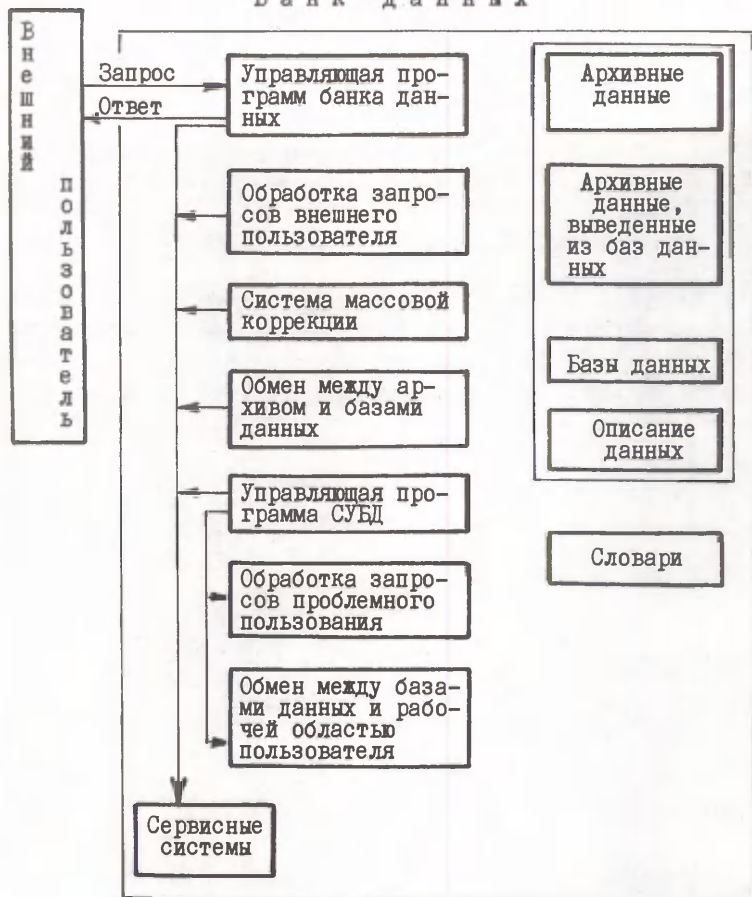 Банк данных
Внешний
пользователь
Запрос
Ответ
Управляющая про-
грамм банка дан-
ных
Обработка запро-
сов внешнего
пользователя
Система массовой
коррекции
Обмен между ар-
хивом и базами
данных
Управляющая про-
грамма СУБД
Обработка запро-
сов проблемного
пользования
Обмен между база-
ми данных и рабо-
чей областью
пользователя
Сервисные
системы
Архивные
данные
Архивные
данные,
выведенные
из баз дан-
ных
Базы данных
Описание
данных
Словари